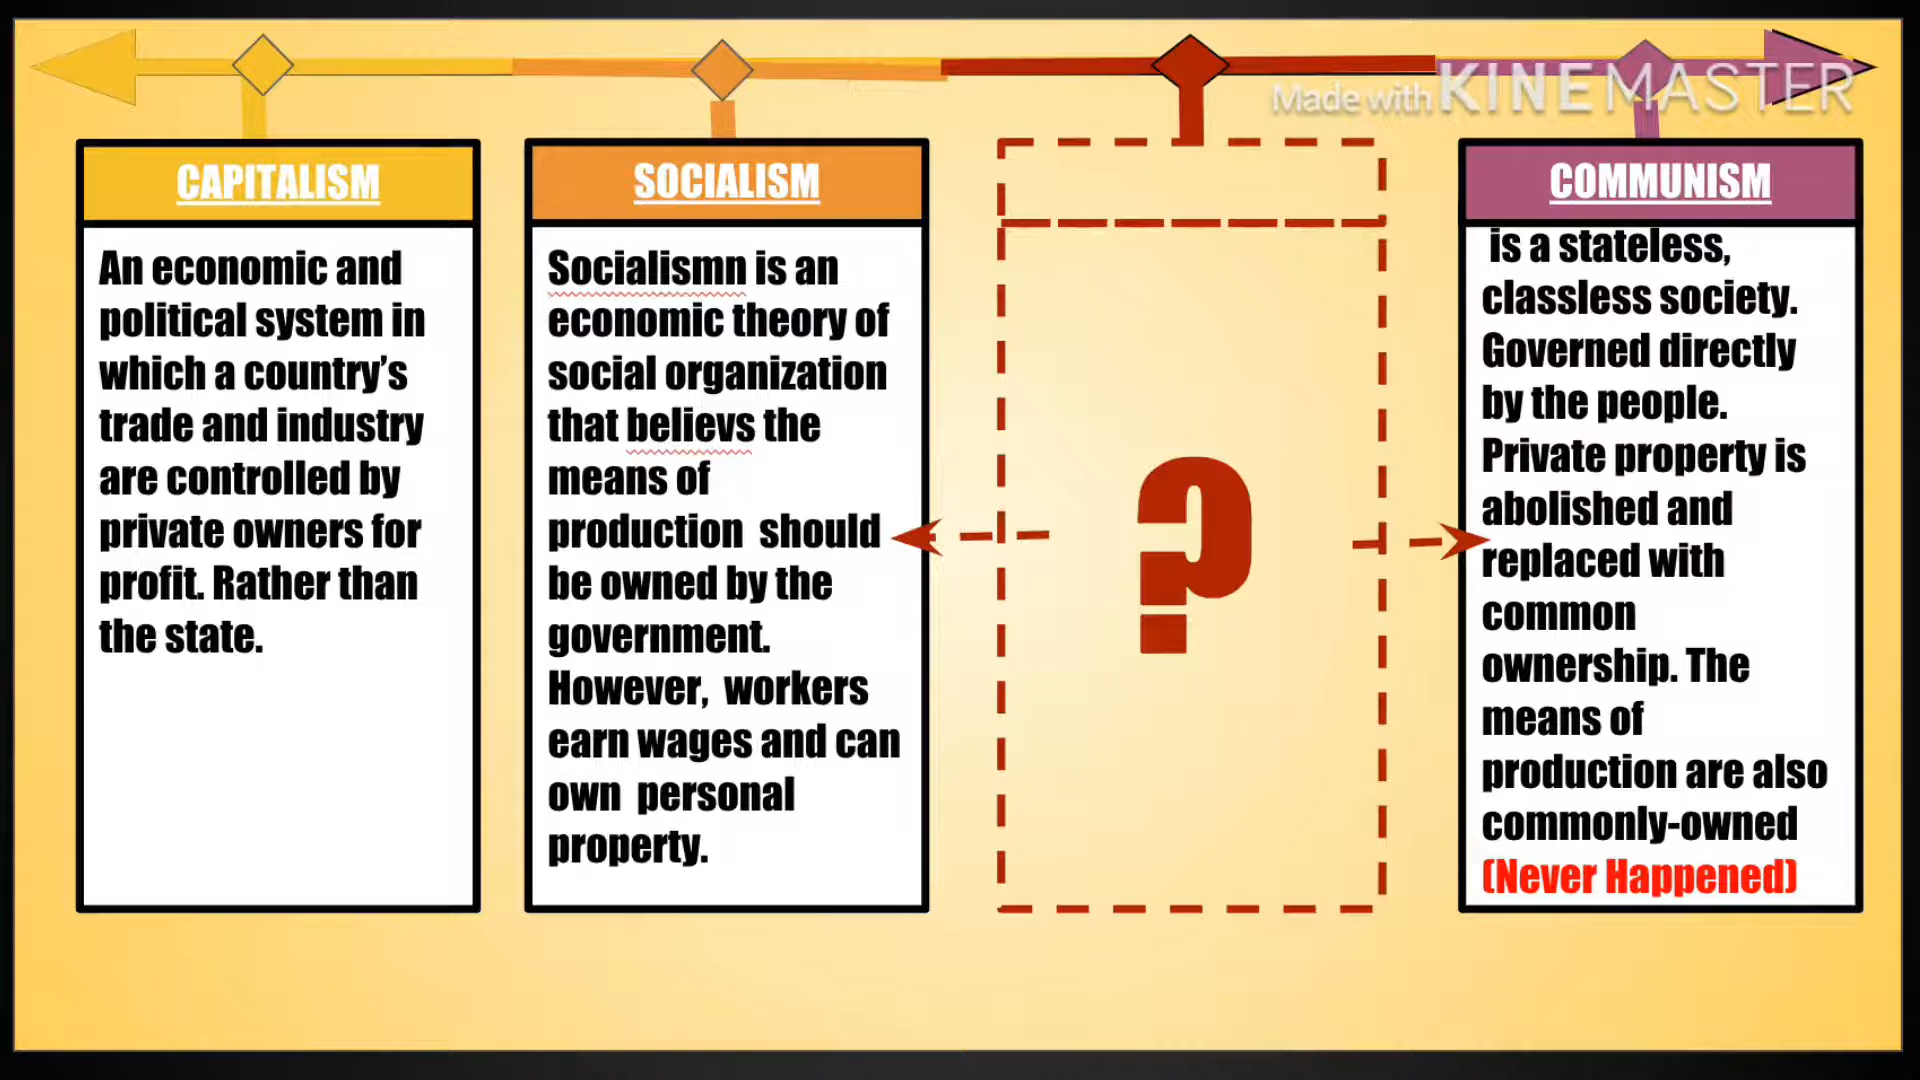 Made with KINEMASTER
CAPITALISM
An economic and
political system in
which a country’s
trade and industry
are controlled by
private owners for
profit. Rather than
the state.
SOCIALISM
Socialismn is an
economic theory of
social organization
that believs the
means of
production should
be owned by the
government.
However, workers
earn wages and can
own personal
property.
?
COMMUNISM
is a stateless,
classless society.
Governed directly
by the people.
Private property is
abolished and
replaced with
common
ownership. The
means of
production are also
commonly-owned
(Never Happened)